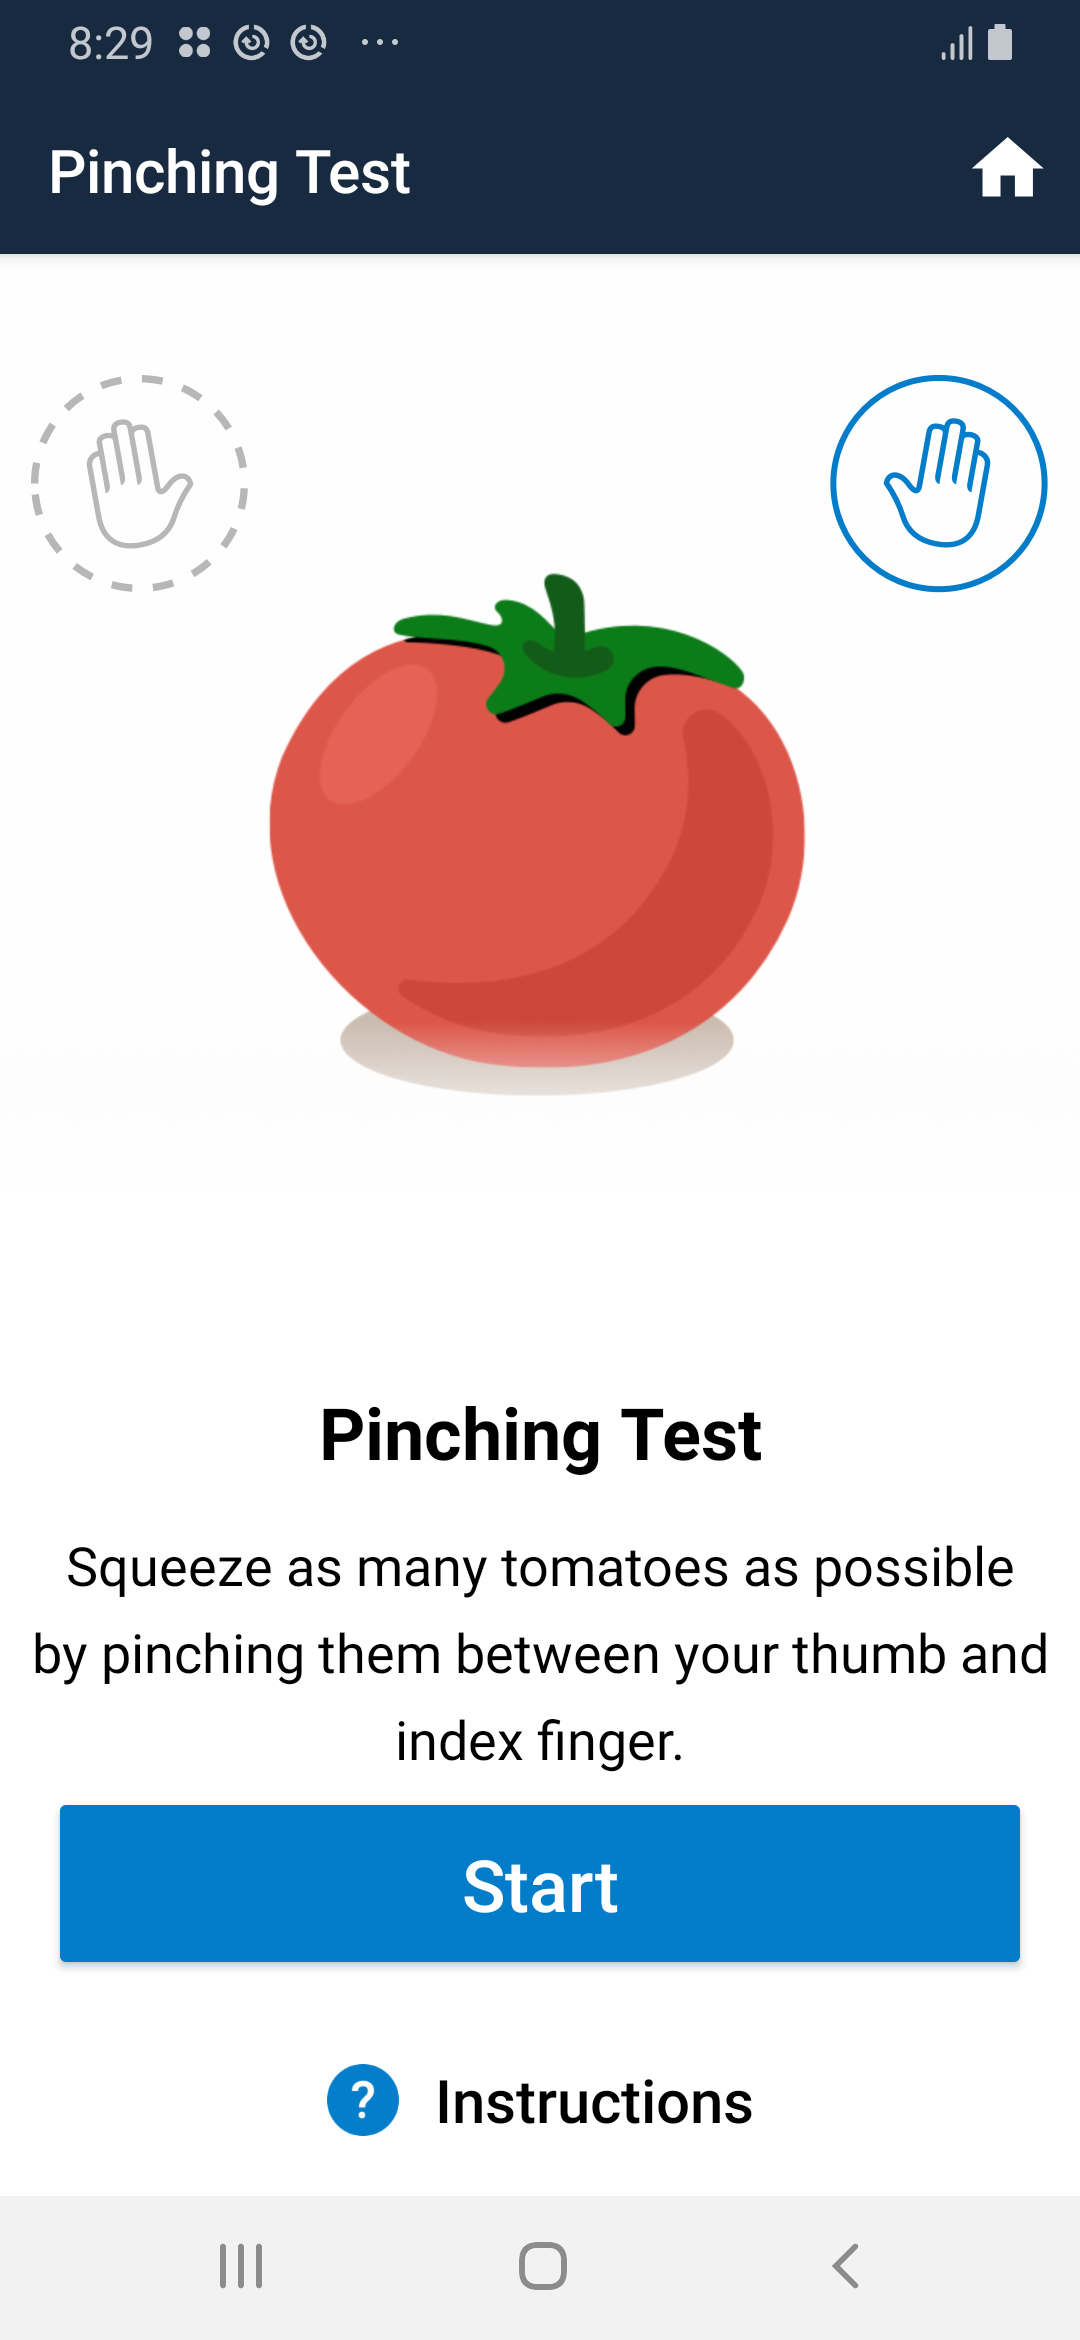 8:29
Pinching Test
Pinching Test
Squeeze as many tomatoes as possible
by pinching them between your thumb and
index finger.
Start
? Instructions